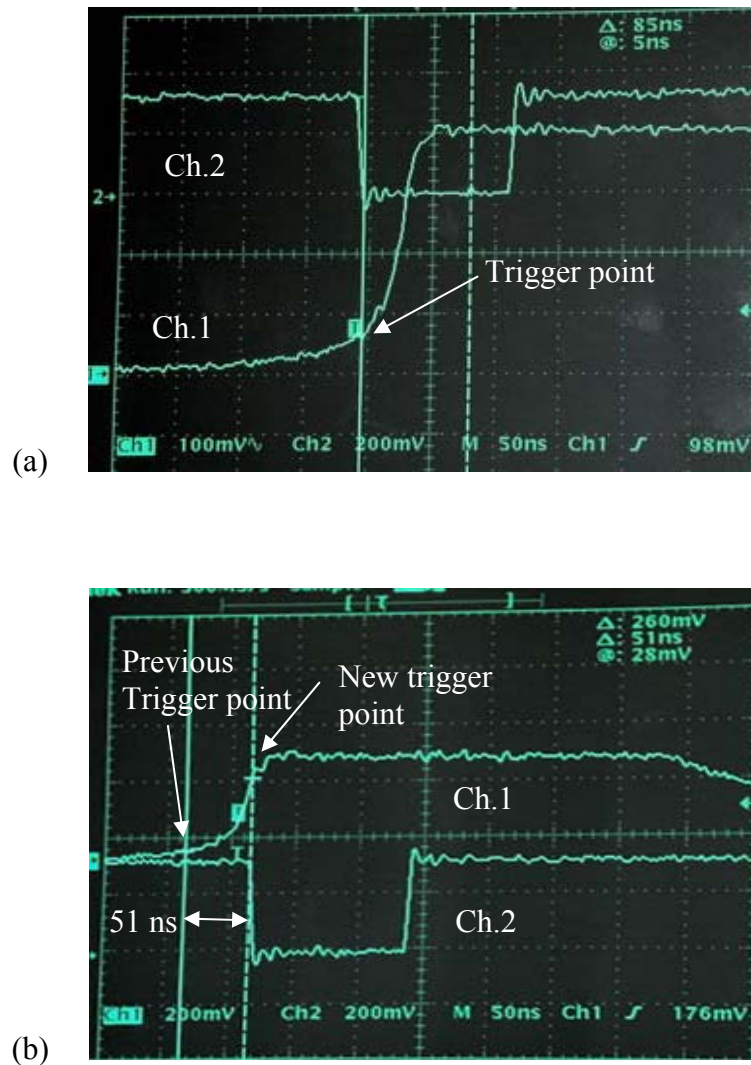 Δ: 85ns
@: 5ns
Ch.2
2→
Trigger point
Ch.1
1→
Ch1 100mV∿ Ch2 200mV M 50ns Ch1 ∫ 98mV
(a)
Δ: 260mV
Δ: 51ns
@: 28mV
Previous
Trigger point
New trigger
point
Ch.1
51 ns
Ch.2
Ch1 200mV Ch2 200mV M 50ns Ch1 ∫ 176mV
(b)